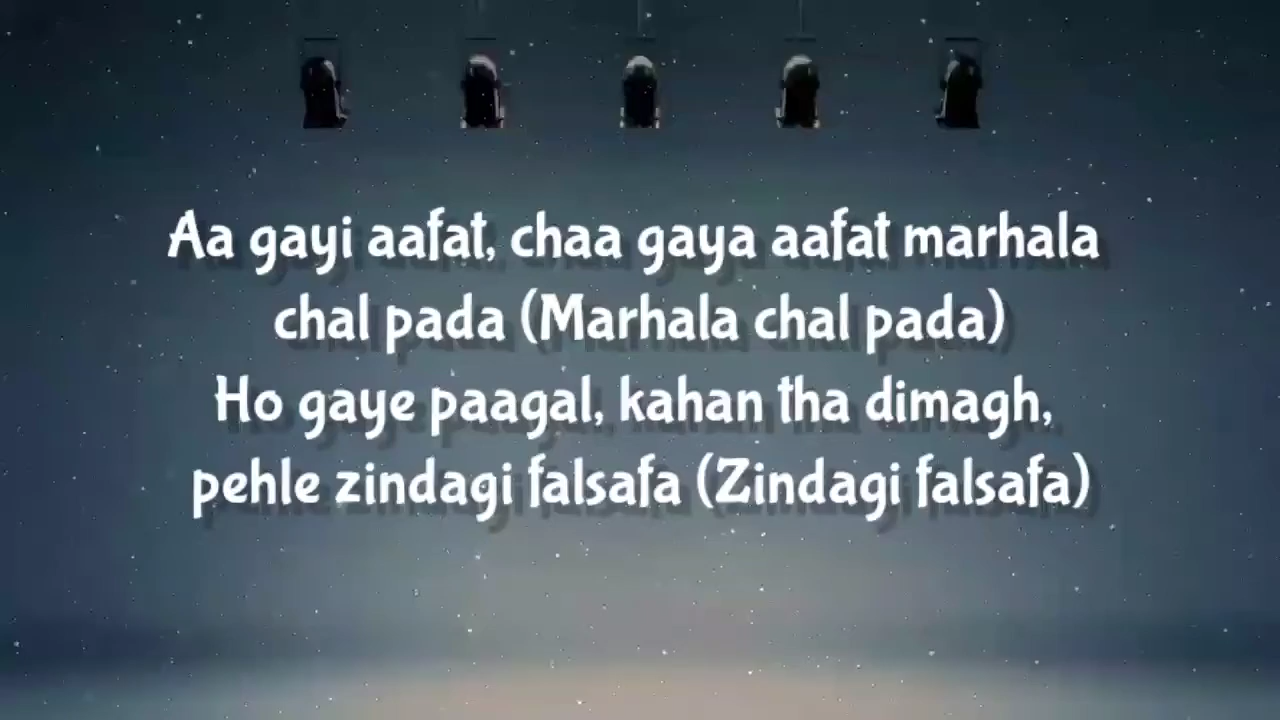 Aa gayi aafat, chaa gaya aafat marhala
chal pada (Marhala chal pada)
Ho gaye paagal, kahan tha dimagh,
pehle zindagi falsafa (Zindagi falsafa)